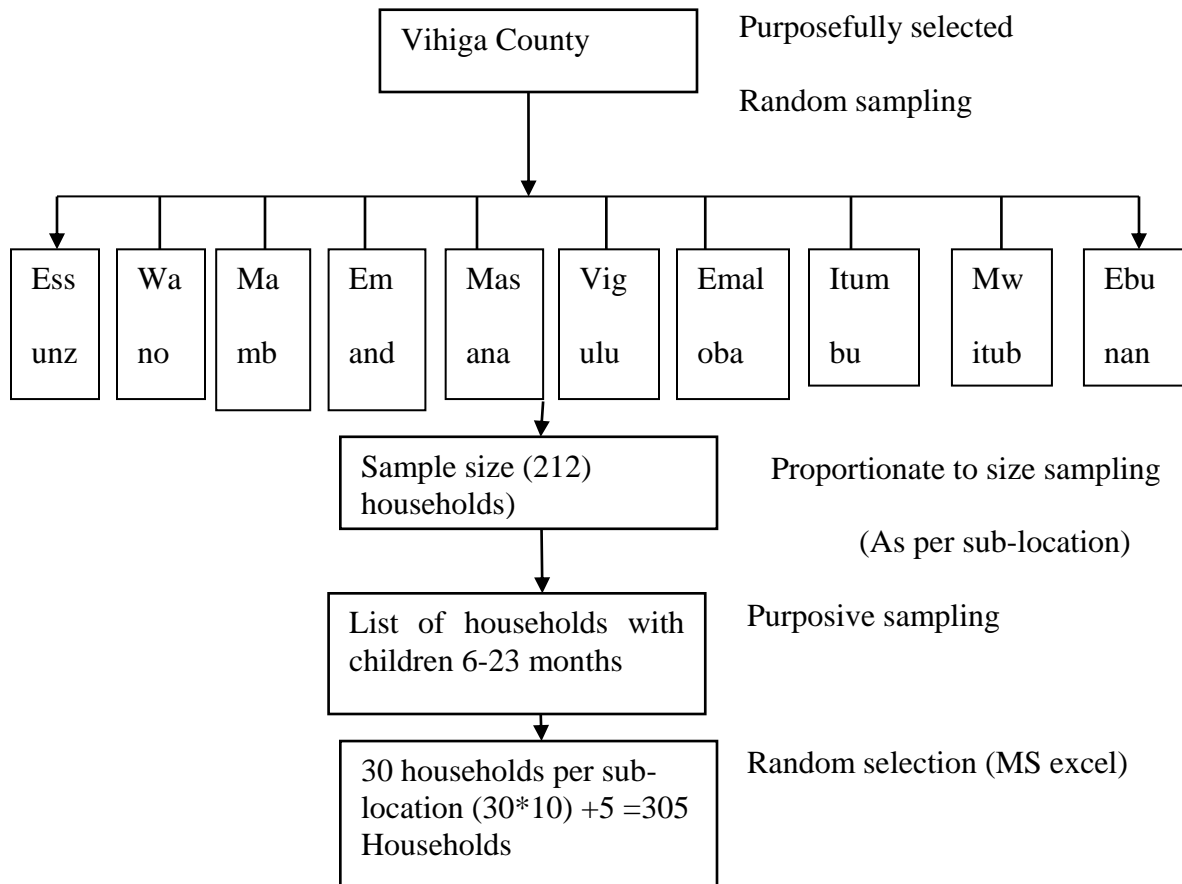 Vihiga County
Purposefully selected
Random sampling
Ess
unz
Wa
no
Ma
mb
Em
and
Mas
ana
Vig
ulu
Emal
oba
Itum
bu
Mw
itub
Ebu
nan
Sample size (212)
households)
Proportionate to size sampling
(As per sub-location)
List of households with
children 6-23 months
Purposive sampling
30 households per sub-
location (30*10) +5 =305
Households
Random selection (MS excel)